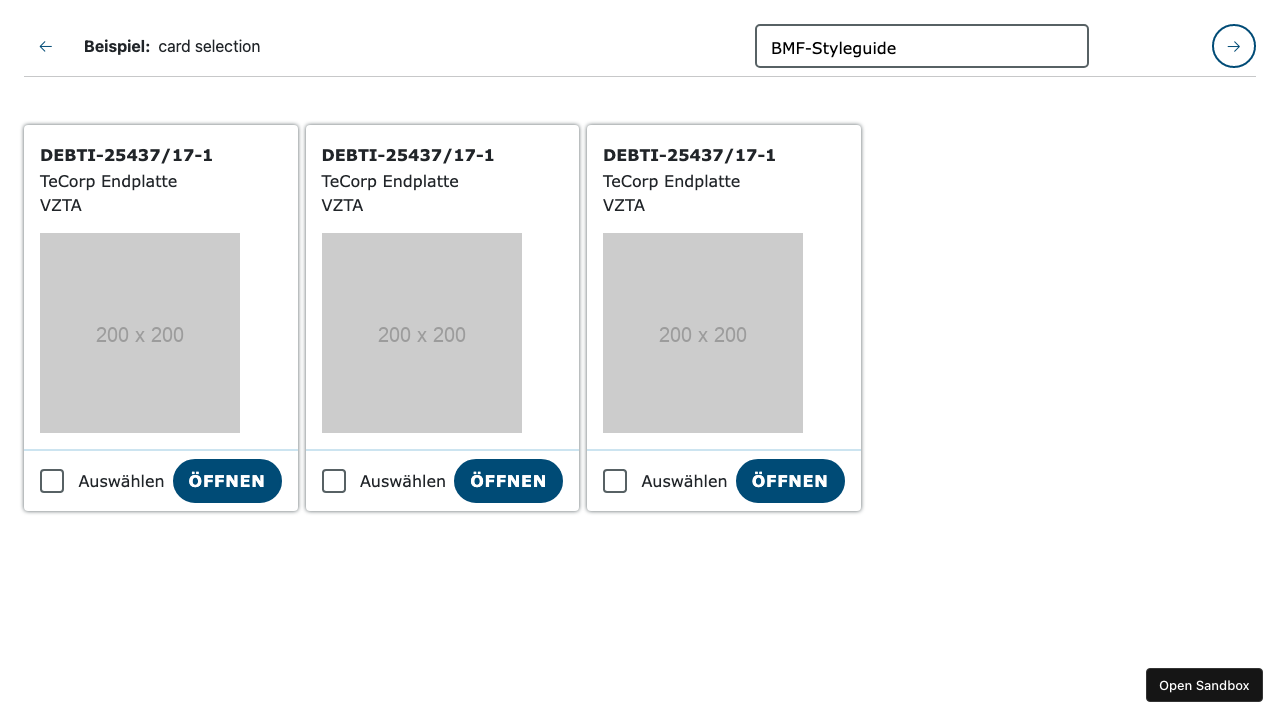 ← Beispiel: card selection
BMF-Styleguide
→
DEBTI-25437/17-1
TeCorp Endplatte
VZTA
200 x 200
Auswählen ÖFFNEN
DEBTI-25437/17-1
TeCorp Endplatte
VZTA
200 x 200
Auswählen ÖFFNEN
DEBTI-25437/17-1
TeCorp Endplatte
VZTA
200 x 200
Auswählen ÖFFNEN
Open Sandbox